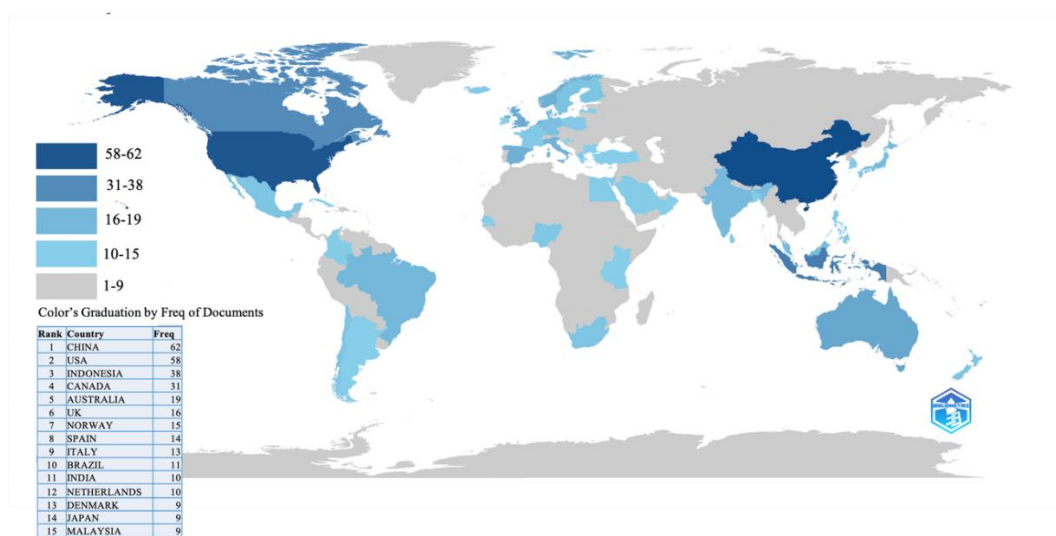 58-62
31-38
16-19
10-15
1-9
Color's Graduation by Freq of Documents
Rank Country Freq
1 CHINA 62
2 USA 58
3 INDONESIA 38
4 CANADA 31
5 AUSTRALIA 19
6 UK 16
7 NORWAY 15
8 SPAIN 14
9 ITALY 13
10 BRAZIL 11
11 INDIA 10
12 NETHERLANDS 10
13 DENMARK 9
14 JAPAN 9
15 MALAYSIA 9
BIBLIOMETRIX